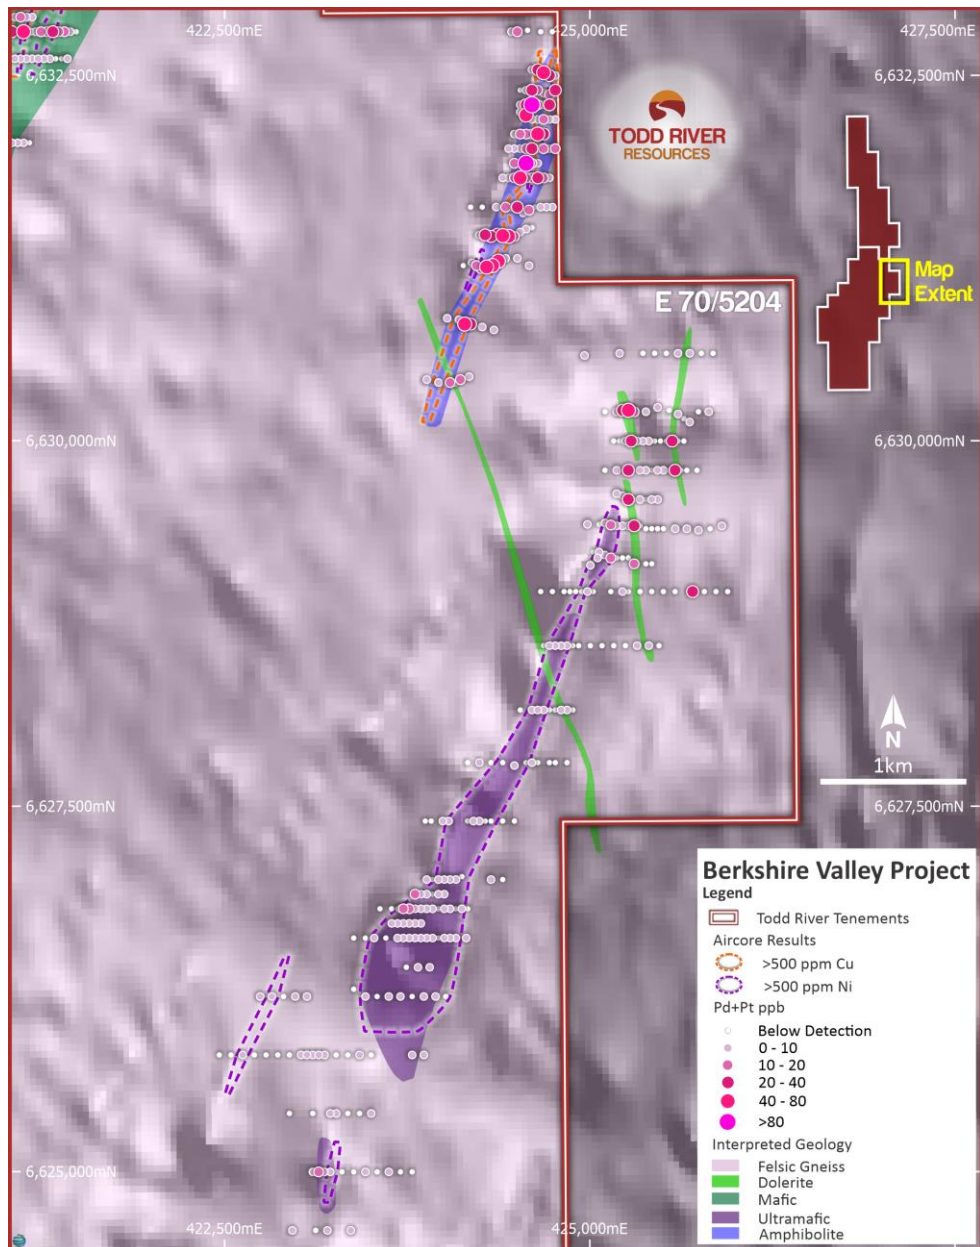 422,500mE
425,000mE
427,500mE
6,632,500mN
6,632,500mN
TODD RIVER
RESOURCES
Map
Extent
E 70/5204
6,630,000mN
6,630,000mN
N
1km
6,627,500mN
6,627,500mN
Berkshire Valley Project
Legend
Todd River Tenements
Aircore Results
>500 ppm Cu
>500 ppm Ni
Pd+Pt ppb
Below Detection
0 - 10
10 - 20
20 - 40
40 - 80
>80
Interpreted Geology
Felsic Gneiss
Dolerite
Mafic
Ultramafic
Amphibolite
6,625,000mN
422,500mE
425,000mE